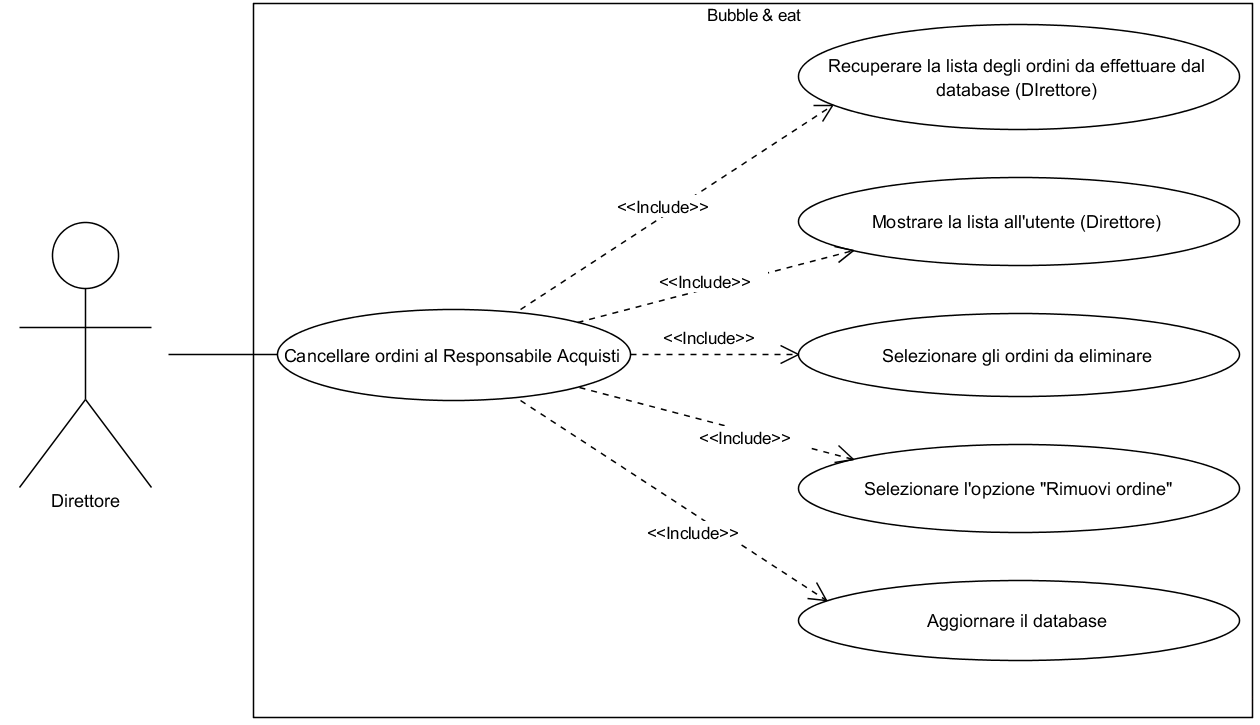 Bubble & eat
Recuperare la lista degli ordini da effettuare dal
database (DIrettore)
<<Include>>
Mostrare la lista all'utente (Direttore)
<<Include>>
<<Include>>
Cancellare ordini al Responsabile Acquisti
Selezionare gli ordini da eliminare
<<Include>>
Selezionare l'opzione "Rimuovi ordine"
Direttore
<<Include>>
Aggiornare il database